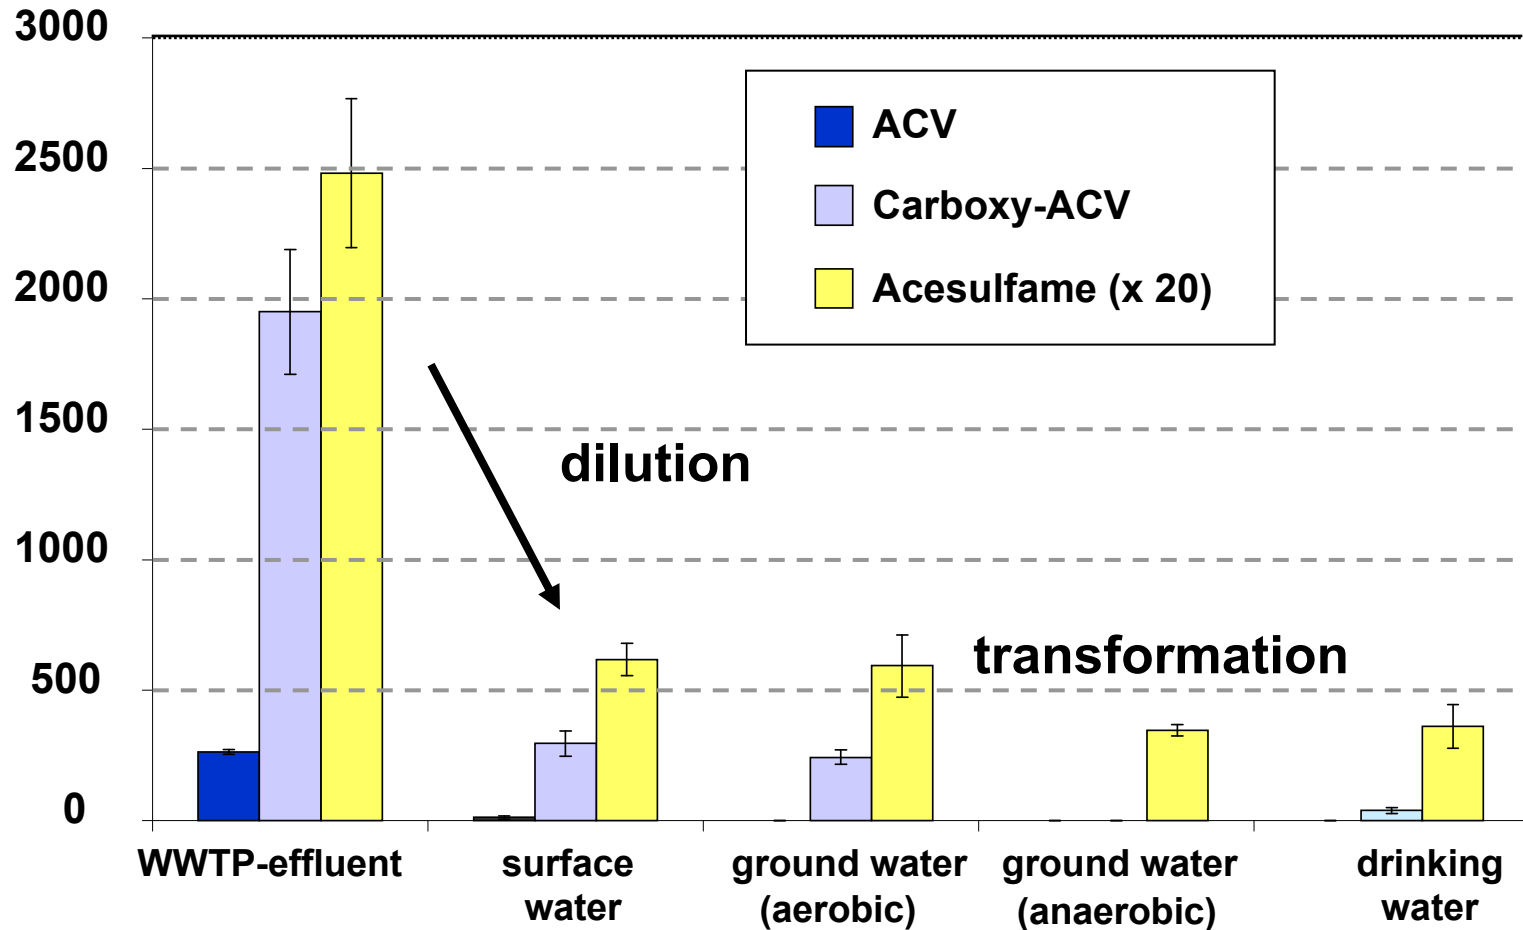 3000
2500
2000
1500
1000
500
0
ACV
Carboxy-ACV
Acesulfame (x 20)
dilution
transformation
WWTP-effluent
surface
water
ground water
(aerobic)
ground water
(anaerobic)
drinking
water